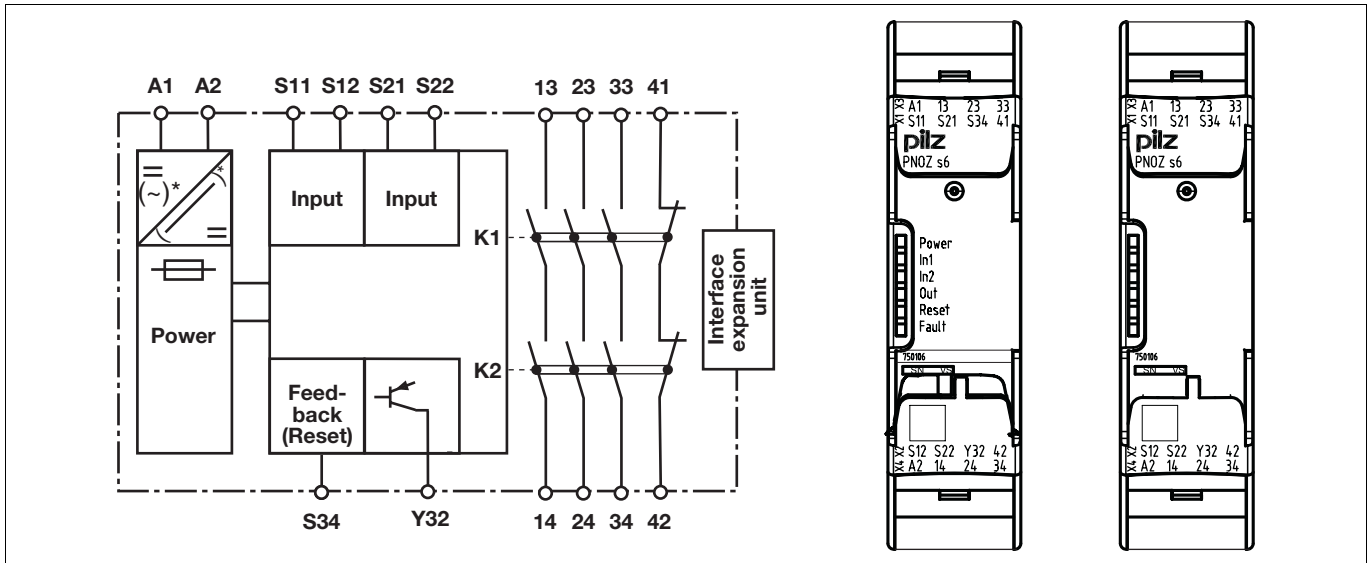 A1 A2 S11 S12 S21 S22 13 23 33 41
=
(~)*
*
=
Input Input
K1
Power
Interface
expansion
unit
K2
Feed-
back
(Reset)
S34 Y32 14 24 34 42
X3 A1 13 23 33
X1 S11 S21 S34 41
pilz
PNOZ s6
Power
In1
In2
Out
Reset
Fault
750106
SN VS
X2 S12 S22 Y32 42
X4 A2 14 24 34
X3 A1 13 23 33
X1 S11 S21 S34 41
pilz
PNOZ s6
750106
SN VS
X2 S12 S22 Y32 42
X4 A2 14 24 34